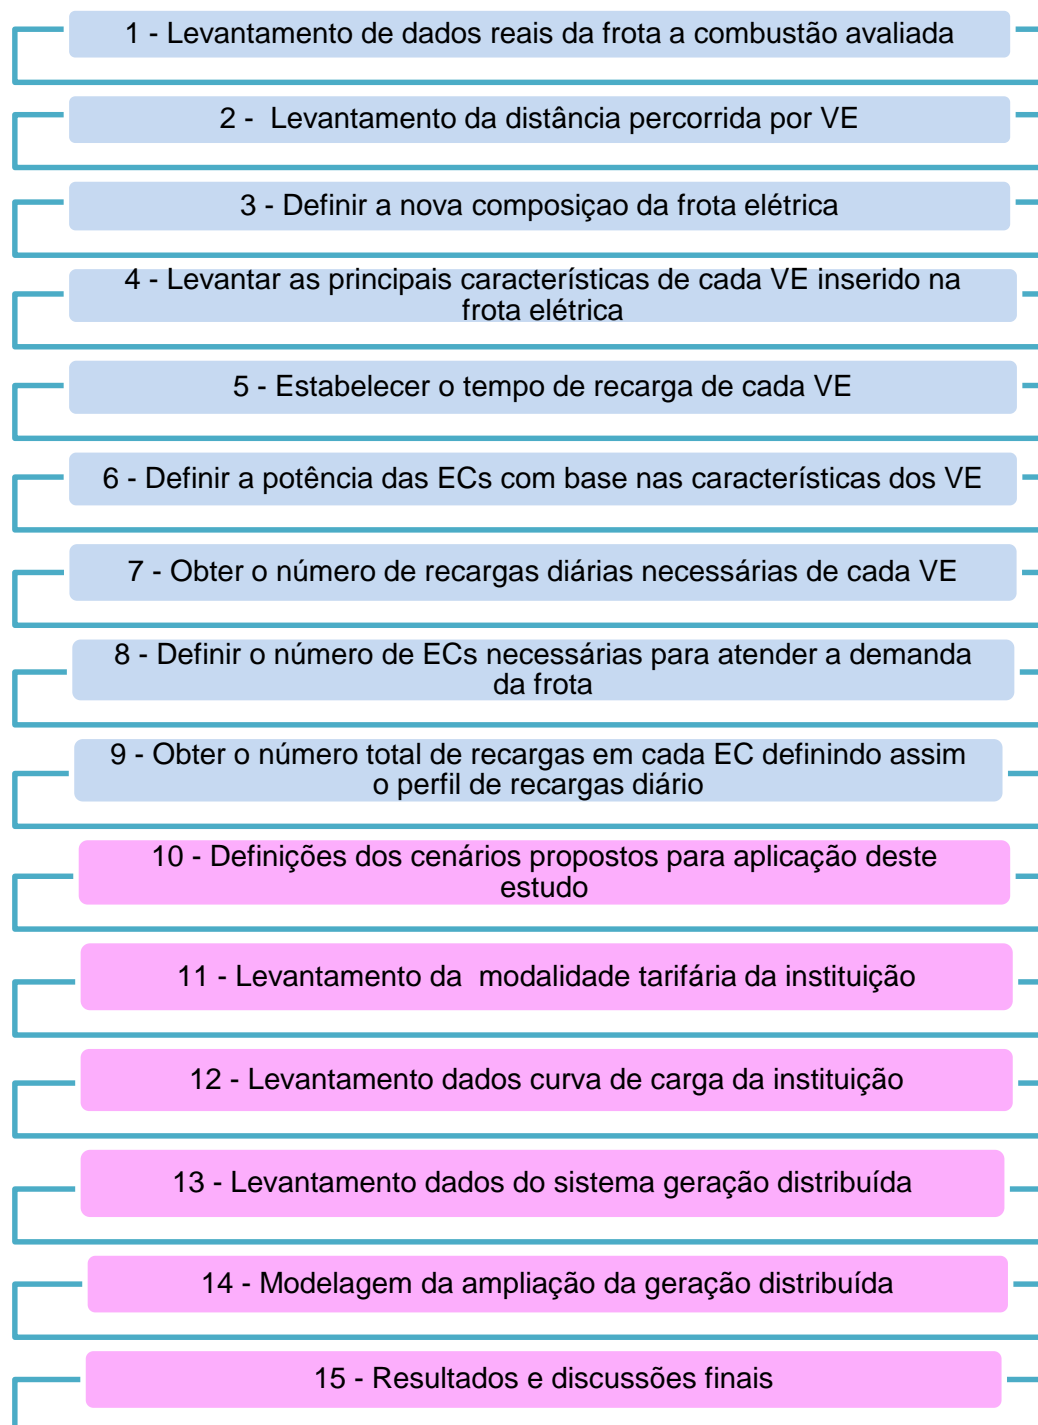 1 - Levantamento de dados reais da frota a combustão avaliada
2 - Levantamento da distância percorrida por VE
3 - Definir a nova composiçao da frota elétrica
4 - Levantar as principais característificas de cada VE inserido na
frota elétrica
5 - Estabelecer o tempo de recarga de cada VE
6 - Definir a potência das ECs com base nas características dos VE
7 - Obter o número de recargas diárias necessárias de cada VE
8 - Definir o número de ECs necessárias para atender a demanda
da frota
9 - Obter o número total de recargas em cada EC definindo assim
o perfil de recargas diário
10 - Definições dos cenários propostos para aplicação deste
estudo
11 - Levantamento da modalidade tarifária da instituição
12 - Levantamento dados curva de carga da instituição
13 - Levantamento dados do sistema geração distribuída
14 - Modelagem da ampliação da geração distribuída
15 - Resultados e discussões finais